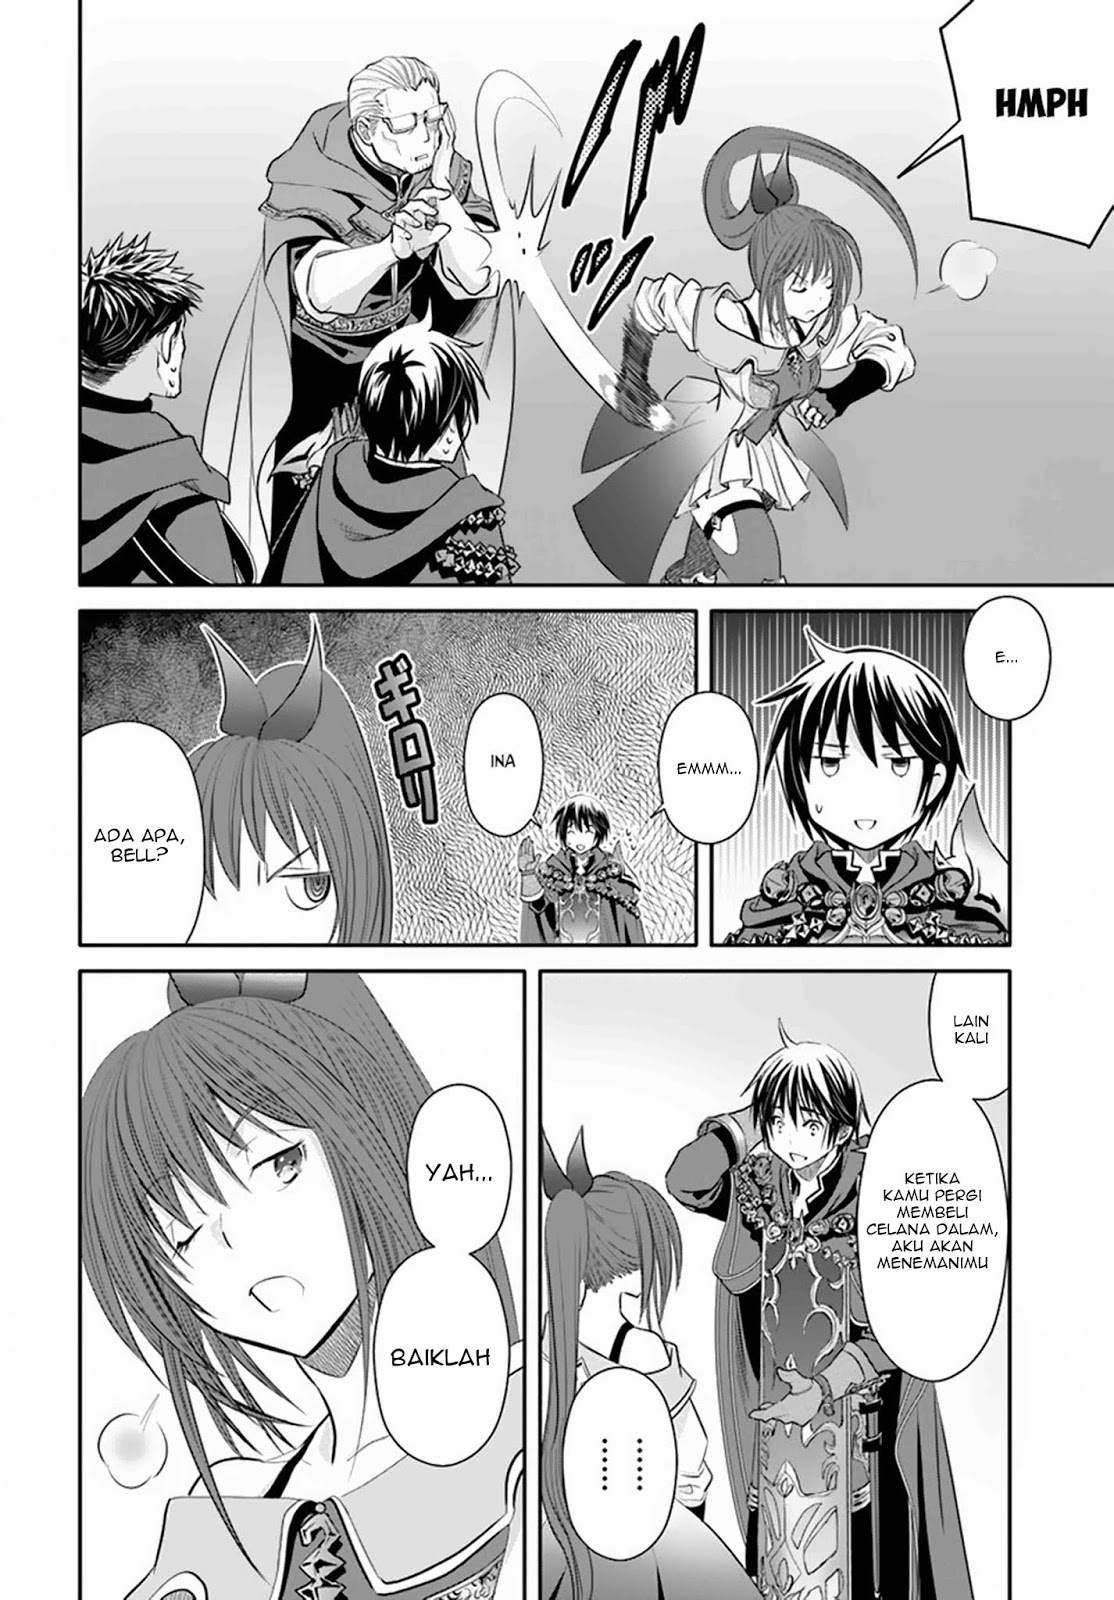 HMPH
E...
EMMM...
INA
ギロリ
ADA APA,
BELL?
LAIN
KALI
KETIKA
KAMU PERGI
MEMBELI
CELANA DALAM,
AKU AKAN
MENEMANIMU
......
YAH...
BAIKLAH